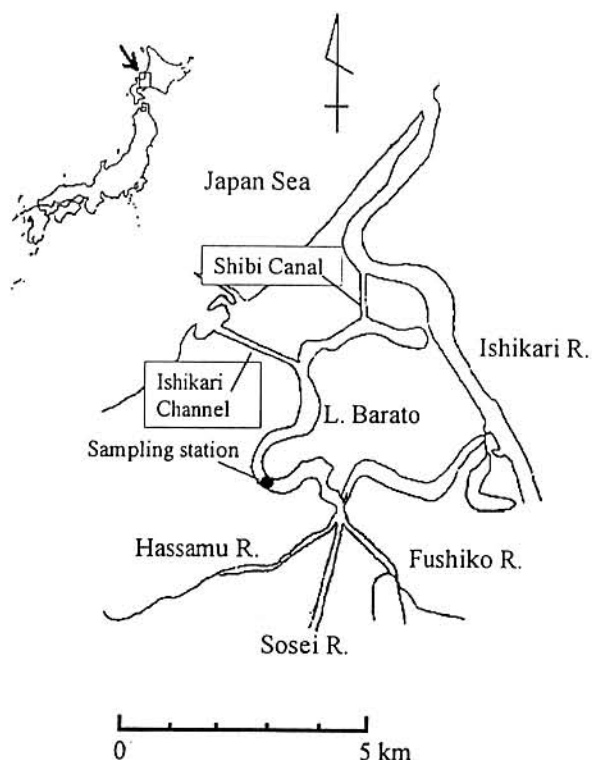 Japan Sea
Shibi Canal
Ishikari R.
Ishikari
Channel
L. Barato
Sampling station
Hassamu R.
Fushiko R.
Sosei R.
0
5 km